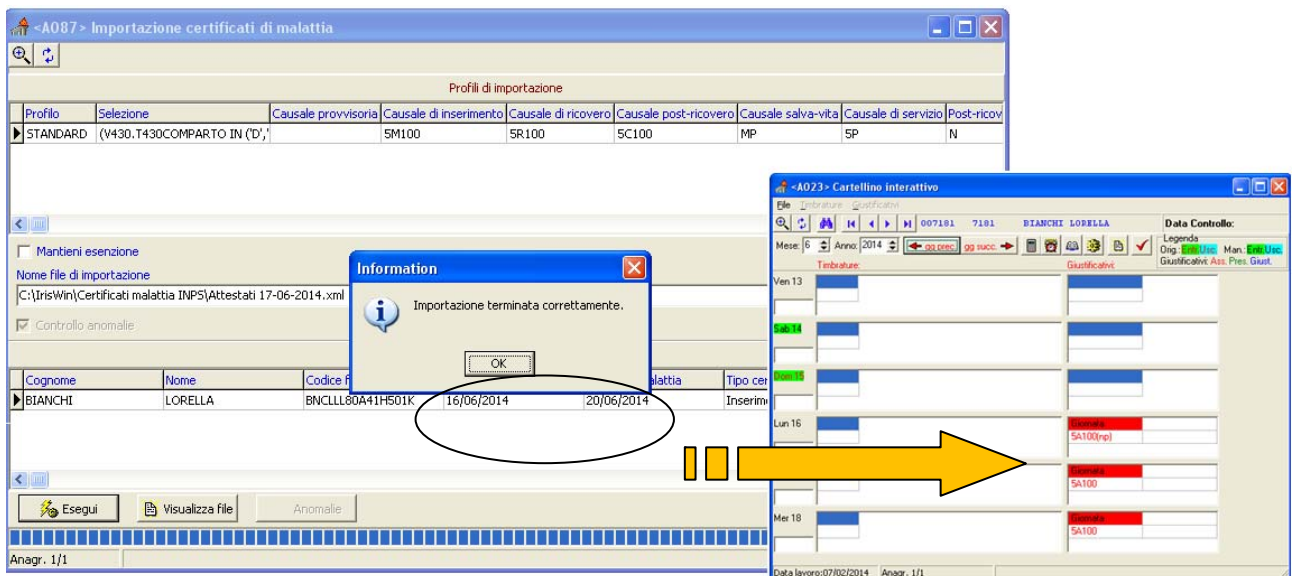 <A087> Importazione certificati di malattia
Profili di importazione
Profilo Selezione Causale provvisoria Causale di inserimento Causale di ricovero Causale post-ricovero Causale salva-vita Causale di servizio Post-ricov
STANDARD (V430.T430COMPARTO IN ('D',' 5M100 5R100 5C100 MP 5P N
Mantieni esenzione
Nome file di importazione
C:\IrisWin\Certificati malattia INPS\Attestati 17-06-2014.xml
Controllo anomalie
Information
Importazione terminata correttamente.
OK
Cognome Nome Codice f alattia Tipo cer
BIANCHI LORELLA BNCLLL80A41H501K 16/06/2014 20/06/2014 Inserim
Esegui Visualizza file Anomalie
Anagr. 1/1
<A023> Cartellino interattivo
File Timbrature Giustificativi
007181 7181 BIANCHI LORELLA Data Controllo:
Mese: 6 Anno: 2014 gg prec. gg succ.
Legenda
Orig.: Entr. Usc. Man.: Entr. Usc.
Giustificativi: Ass. Pres. Giust.
Timbrature: Giustificativi:
Ven 13
Sab 14
Dom 15
Lun 16 Giornata
5A100(np)
Giornata
5A100
Mer 18 Giornata
5A100
Data lavoro:07/02/2014 Anagr. 1/1